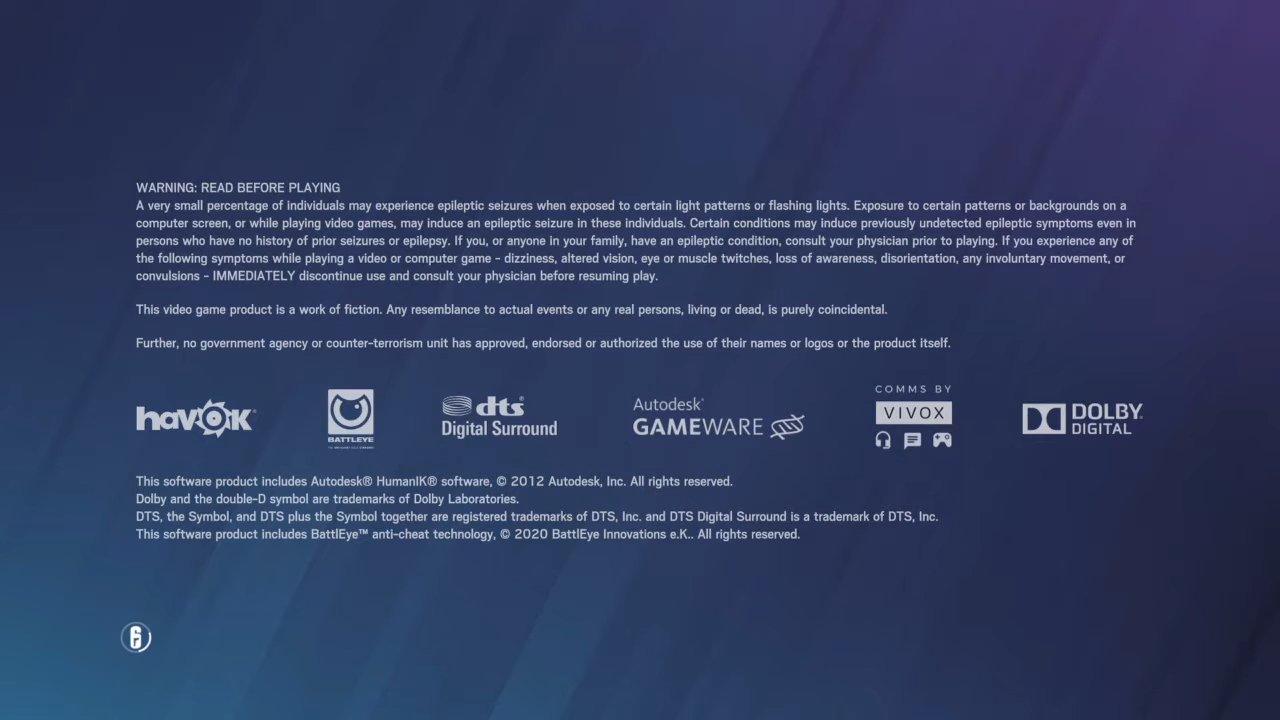 WARNING: READ BEFORE PLAYING
A very small percentage of individuals may experience epileptic seizures when exposed to certain light patterns or flashing lights. Exposure to certain patterns or backgrounds on a
computer screen, or while playing video games, may induce an epileptic seizure in these individuals. Certain conditions may induce previously undetected epileptic symptoms even in
persons who have no history of prior seizures or epilepsy. If you, or anyone in your family, have an epileptic condition, consult your physician prior to playing. If you experience any of
the following symptoms while playing a video or computer game - dizziness, altered vision, eye or muscle twitches, loss of awareness, disorientation, any involuntary movement, or
convulsions - IMMEDIATELY discontinue use and consult your physician before resuming play.
This video game product is a work of fiction. Any resemblance to actual events or any real persons, living or dead, is purely coincidental.
Further, no government agency or counter-terrorism unit has approved, endorsed or authorized the use of their names or logos or the product itself.
havok
BATTLEYE
dts
Digital Surround
Autodesk®
GAMEWARE
COMMS BY
VIVOX
DOLBY
DIGITAL
This software product includes Autodesk® HumanIK® software, © 2012 Autodesk, Inc. All rights reserved.
Dolby and the double-D symbol are trademarks of Dolby Laboratories.
DTS, the Symbol, and DTS plus the Symbol together are registered trademarks of DTS, Inc. and DTS Digital Surround is a trademark of DTS, Inc.
This software product includes BattlEye™ anti-cheat technology, © 2020 BattlEye Innovations e.K.. All rights reserved.
6